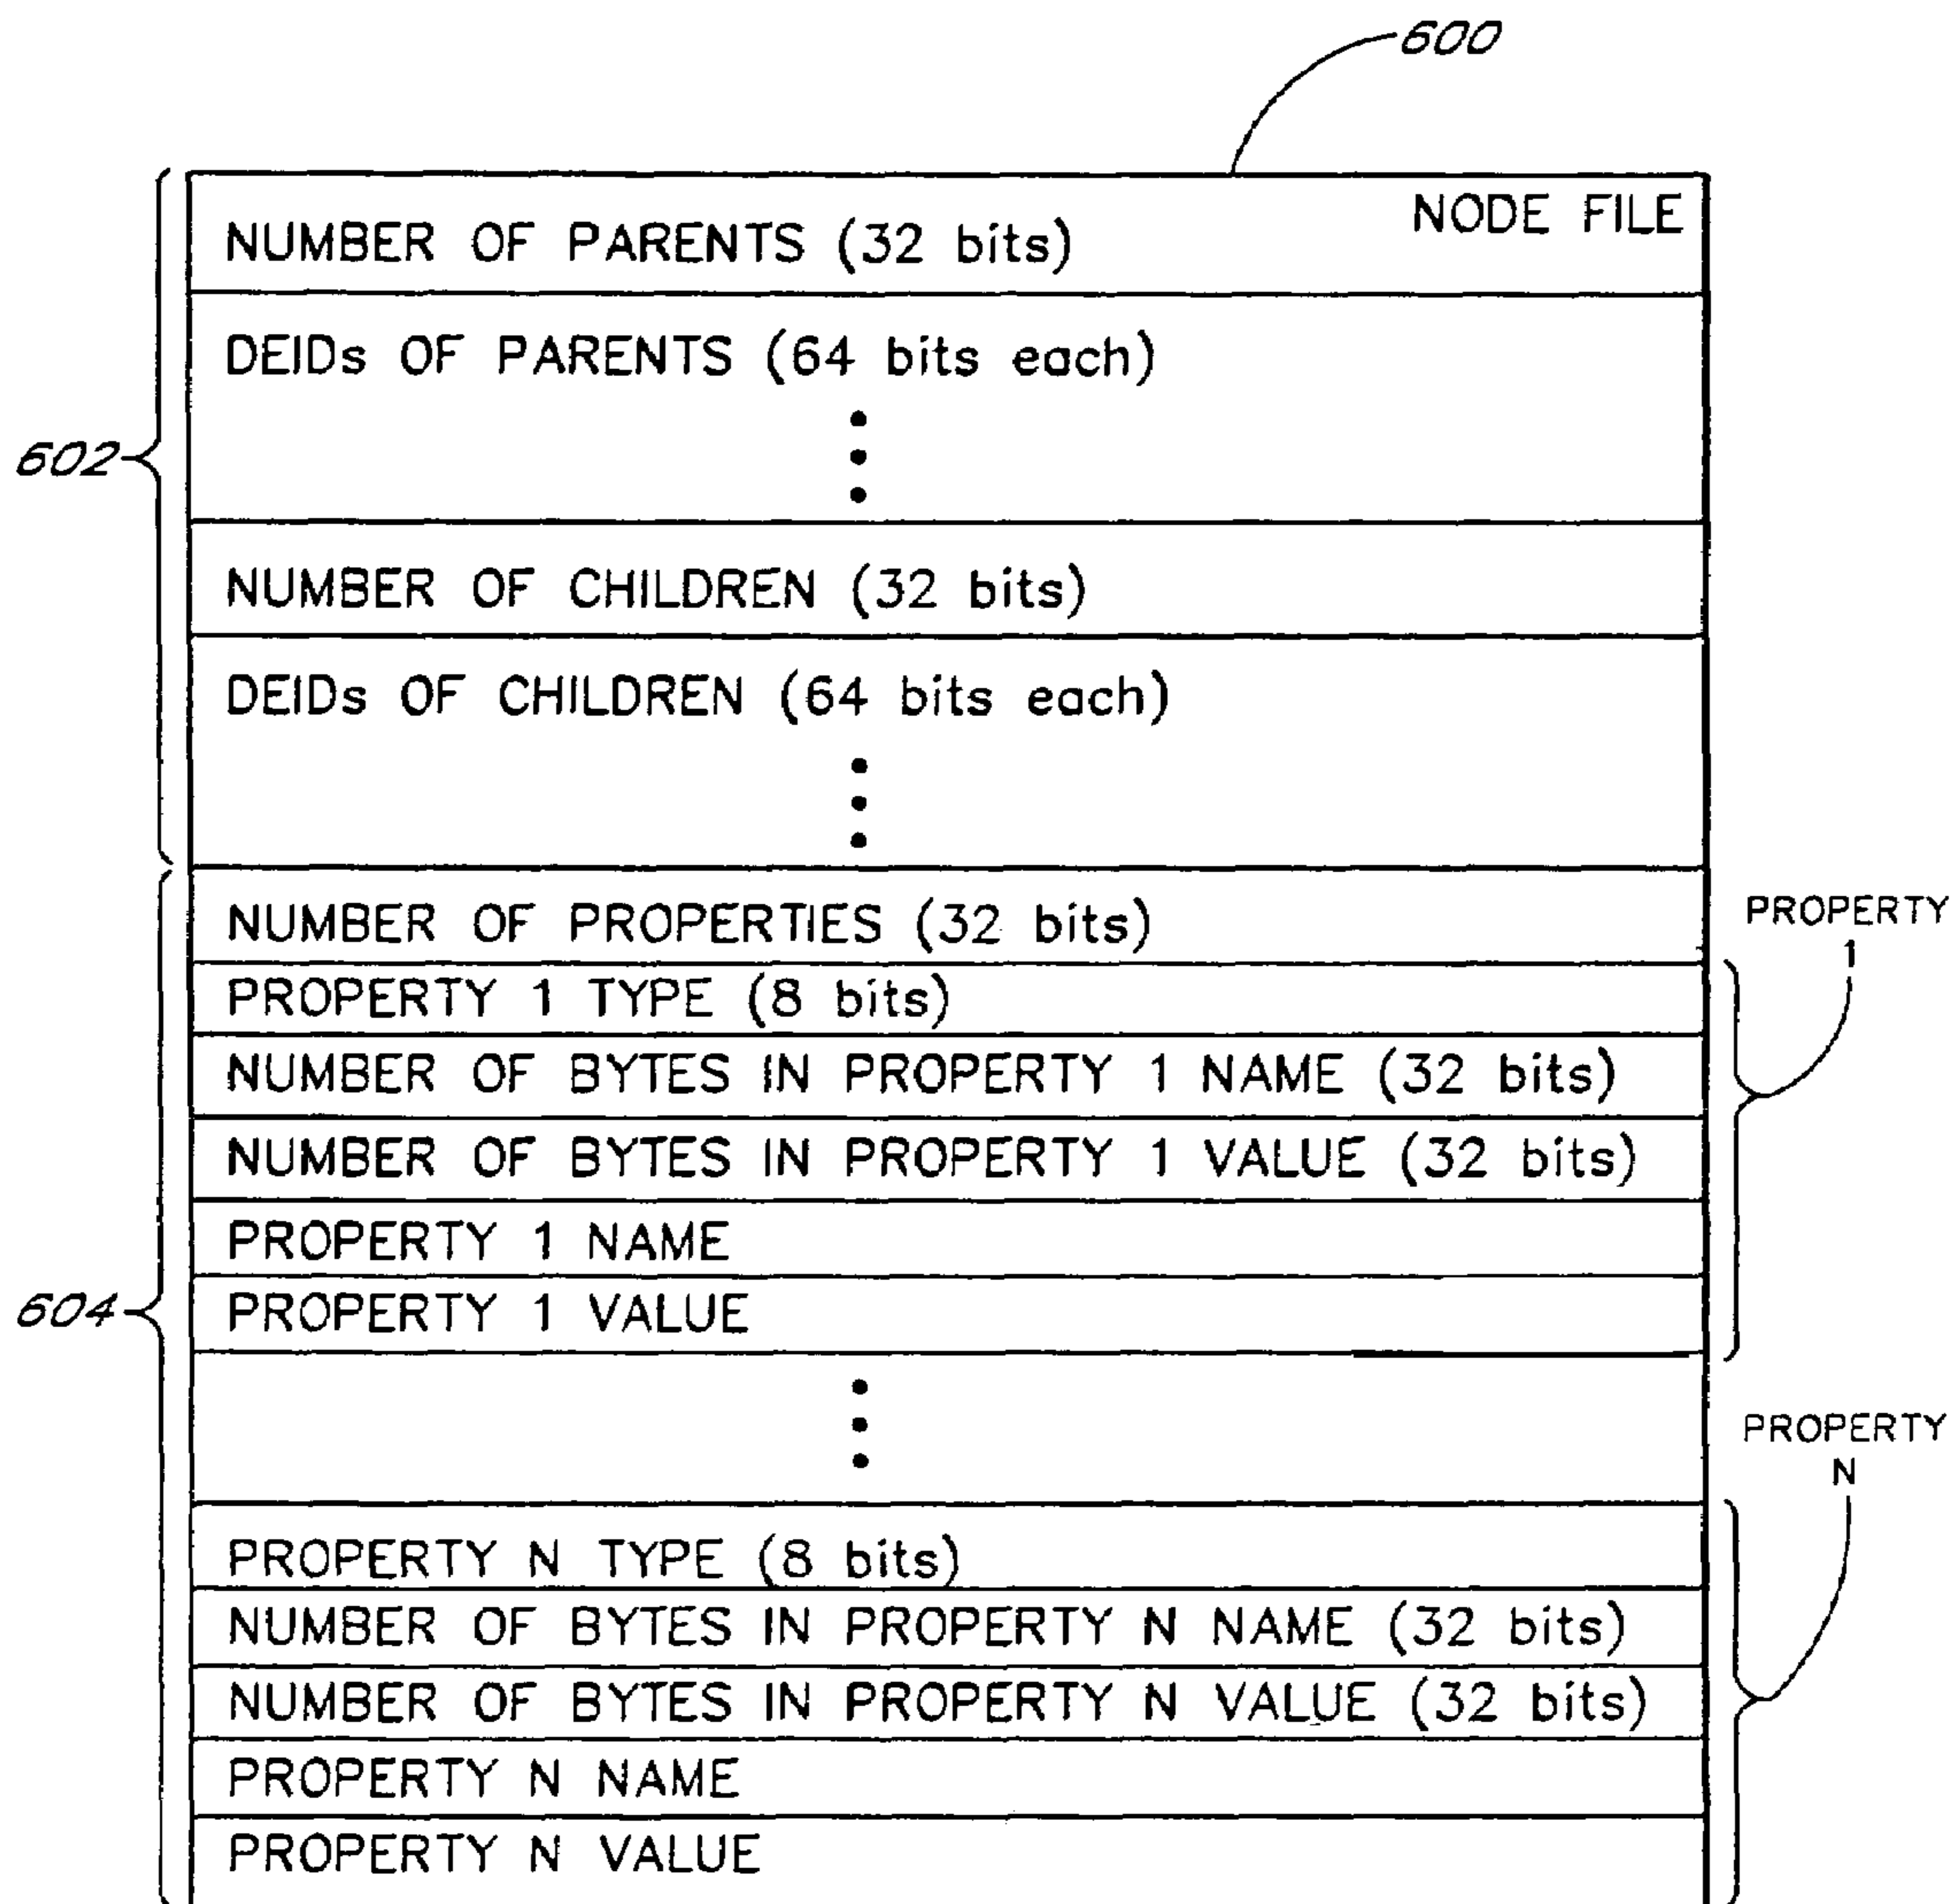 600
NODE FILE
NUMBER OF PARENTS (32 bits)
DEIDs OF PARENTS (64 bits each)
602
NUMBER OF CHILDREN (32 bits)
DEIDs OF CHILDREN (64 bits each)
NUMBER OF PROPERTIES (32 bits)
PROPERTY
1
PROPERTY 1 TYPE (8 bits)
NUMBER OF BYTES IN PROPERTY 1 NAME (32 bits)
NUMBER OF BYTES IN PROPERTY 1 VALUE (32 bits)
PROPERTY 1 NAME
604
PROPERTY 1 VALUE
PROPERTY
N
PROPERTY N TYPE (8 bits)
NUMBER OF BYTES IN PROPERTY N NAME (32 bits)
NUMBER OF BYTES IN PROPERTY N VALUE (32 bits)
PROPERTY N NAME
PROPERTY N VALUE